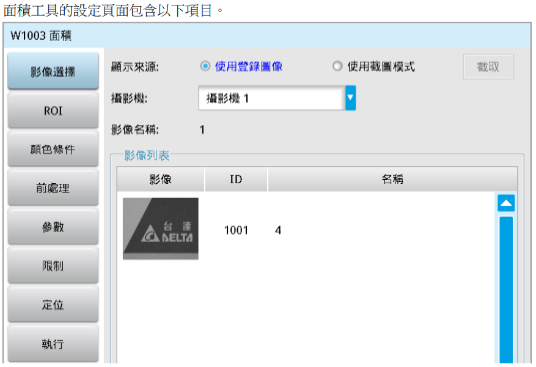 面積工具的設定頁面包含以下項目。
W1003 面積
影像選擇
顯示來源:
使用登錄圖像
使用截圖模式
截取
攝影機:
攝影機 1
ROI
影像名稱:
1
顏色條件
影像列表
影像
ID
名稱
前處理
台達
DELTA
1001
4
參數
限制
定位
執行